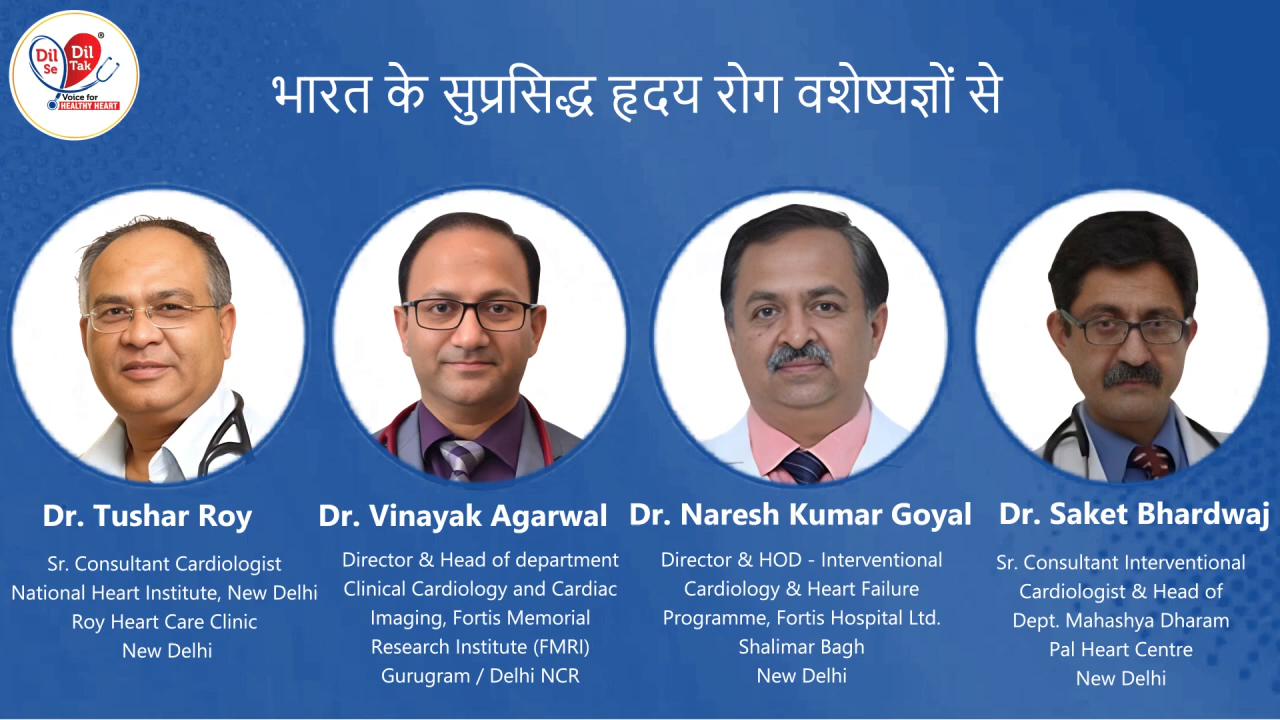 Dil
Se
Dil
Tak
®
Voice for
HEALTHY HEART
भारत के सुप्रसिद्ध हृदय रोग वशेष्यज्ञों से
Dr. Tushar Roy
Sr. Consultant Cardiologist
National Heart Institute, New Delhi
Roy Heart Care Clinic
New Delhi
Dr. Vinayak Agarwal
Director & Head of department
Clinical Cardiology and Cardiac
Imaging, Fortis Memorial
Research Institute (FMRI)
Gurugram / Delhi NCR
Dr. Naresh Kumar Goyal
Director & HOD - Interventional
Cardiology & Heart Failure
Programme, Fortis Hospital Ltd.
Shalimar Bagh
New Delhi
Dr. Saket Bhardwaj
Sr. Consultant Interventional
Cardiologist & Head of
Dept. Mahashya Dharam
Pal Heart Centre
New Delhi